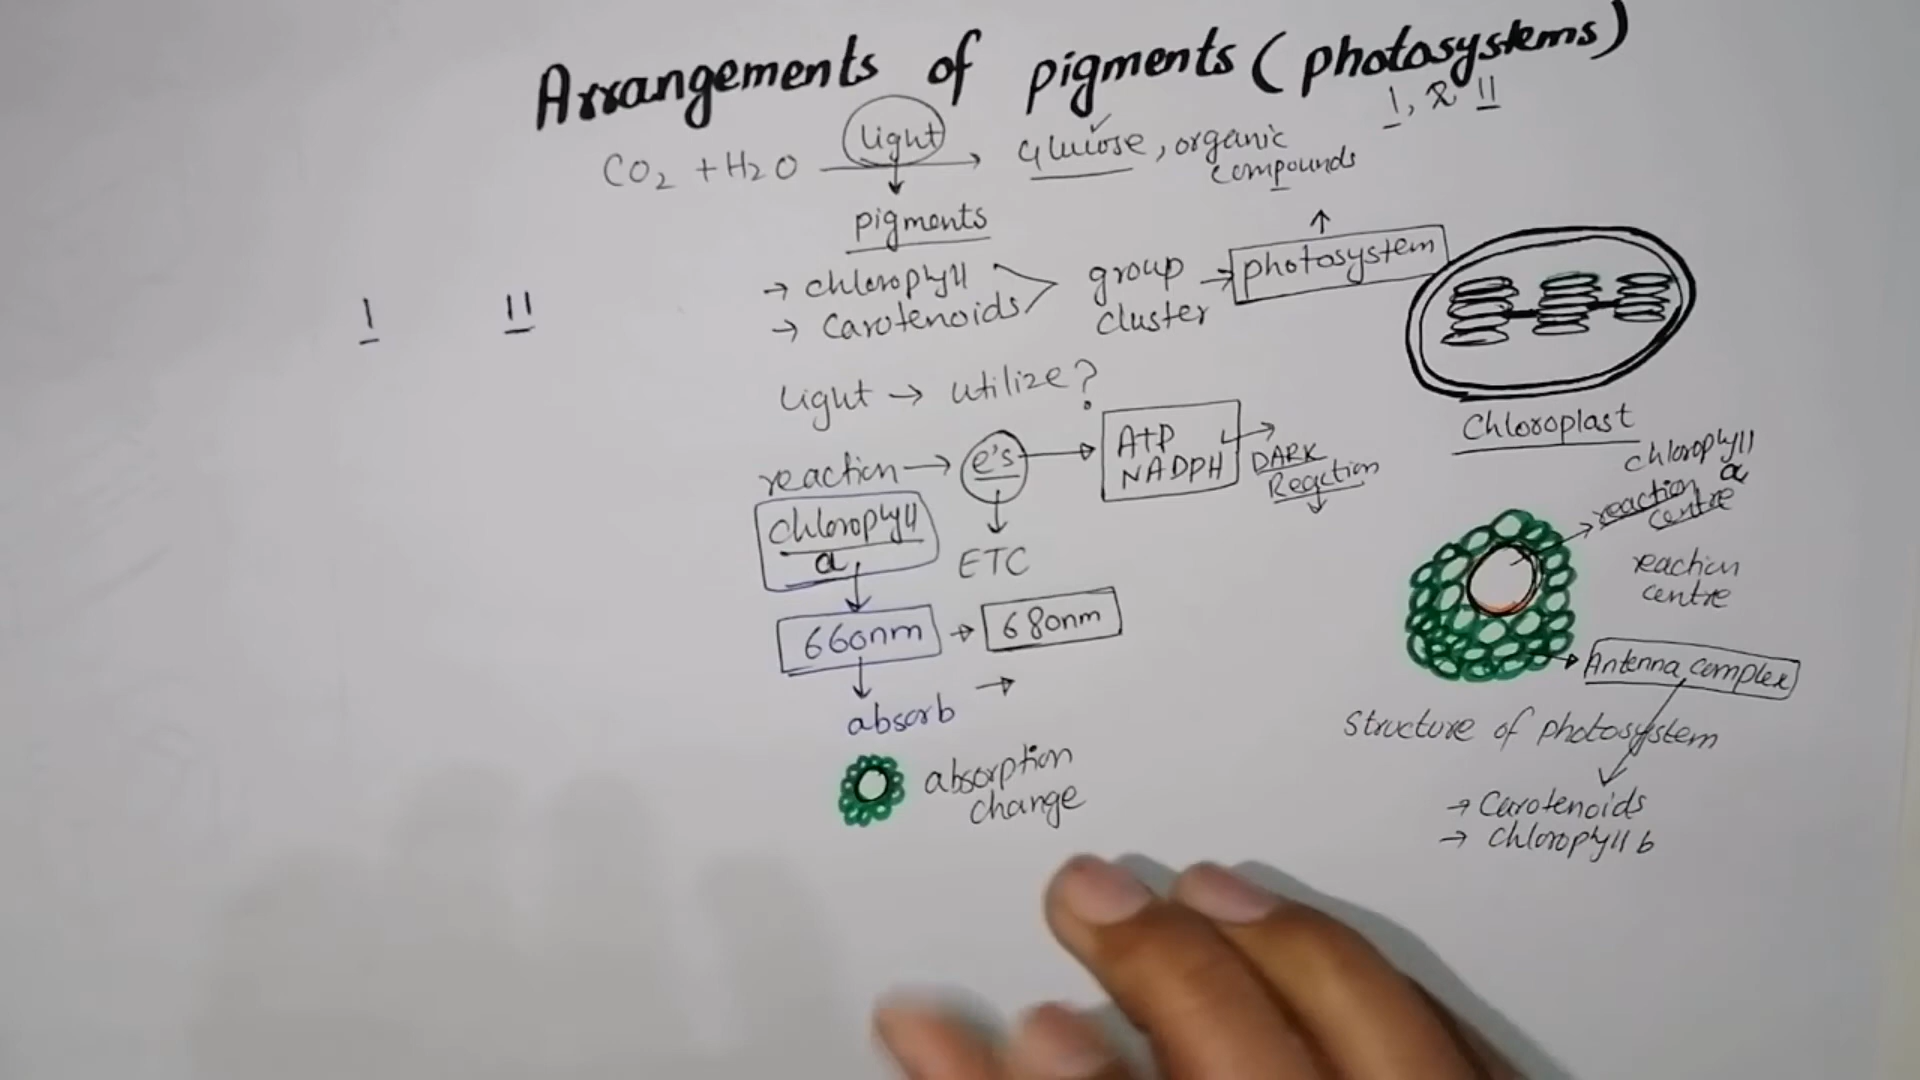 Arrangements of pigments (photosystems)
I, & II
CO2 + H2O light → Glucose, organic
compounds
pigments
→ chlorophyll
→ carotenoids
group
cluster
→ photosystem
I II
Light → utilize?
reaction → e's → ATP
NADPH
DARK
Reaction
chlorophyll
a
ETC
660nm → 680nm
absorb →
absorption
change
Chloroplast
chlorophyll
a
reaction
centre
reaction
centre
Antenna complex
Structure of photosystem
→ Carotenoids
→ chlorophyll b